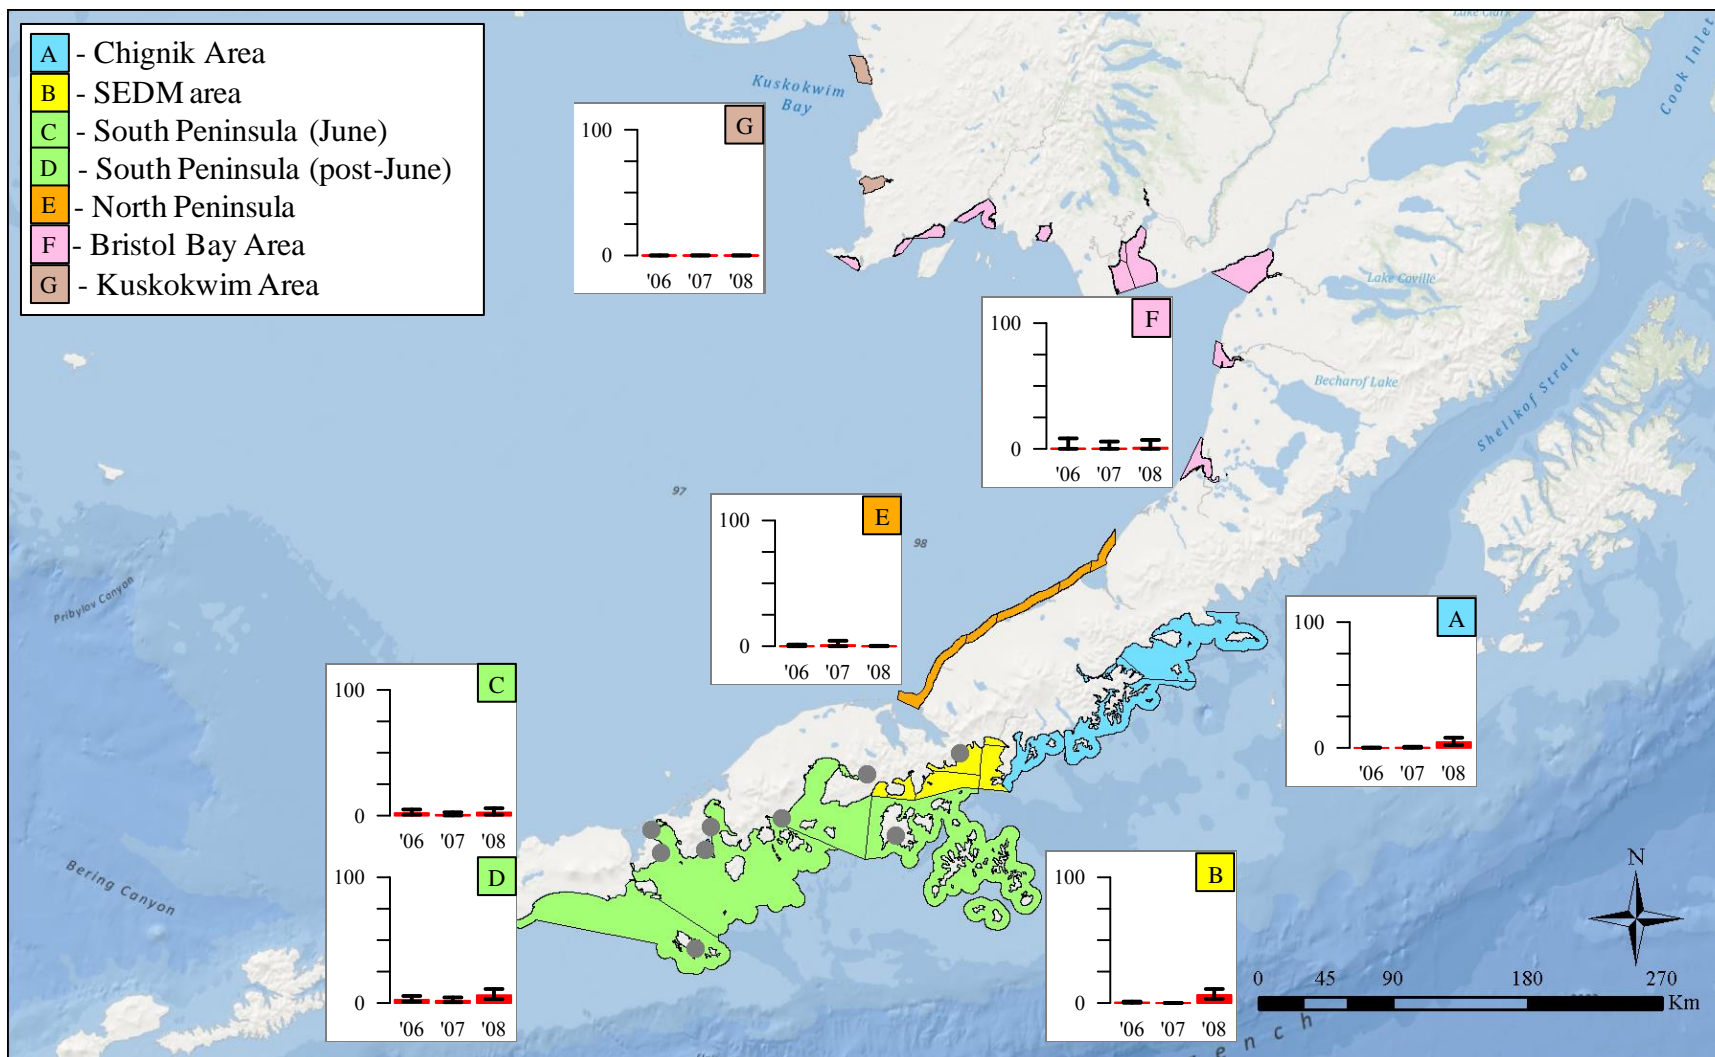 A - Chignik Area
B - SEDM area
C - South Peninsula (June)
D - South Peninsula (post-June)
E - North Peninsula
F - Bristol Bay Area
G - Kuskokwim Area
Lake Clark
Cook Inlet
Kuskokwim
Bay
G
100
0
'06 '07 '08
Lake Coville
F
100
0
'06 '07 '08
Becharof Lake
Shelikof Strait
97
98
E
100
0
'06 '07 '08
Pribylov Canyon
A
100
0
'06 '07 '08
C
100
0
'06 '07 '08
D
100
0
'06 '07 '08
B
100
0
'06 '07 '08
Bering Canyon
N
0 45 90 180 270
Km
e n c h